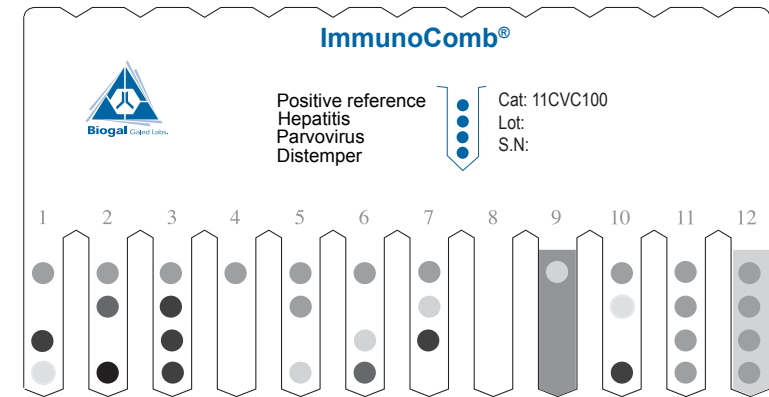 ImmunoComb®
Biogal Galed Labs.
Positive reference
Hepatitis
Parvovirus
Distemper
Cat: 11CVC100
Lot:
S.N:
1 2 3 4 5 6 7 8 9 10 11 12